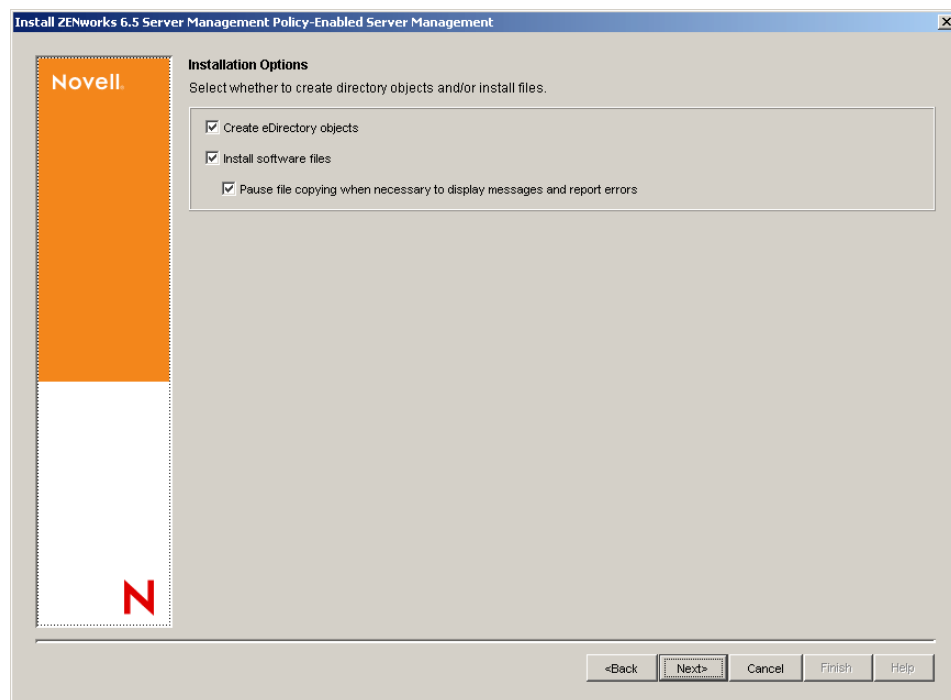 Install ZENworks 6.5 Server Management Policy-Enabled Server Management
Novell.
Installation Options
Select whether to create directory objects and/or install files.
Create eDirectory objects
Install software files
Pause file copying when necessary to display messages and report errors
N
<Back Next> Cancel Finish Help